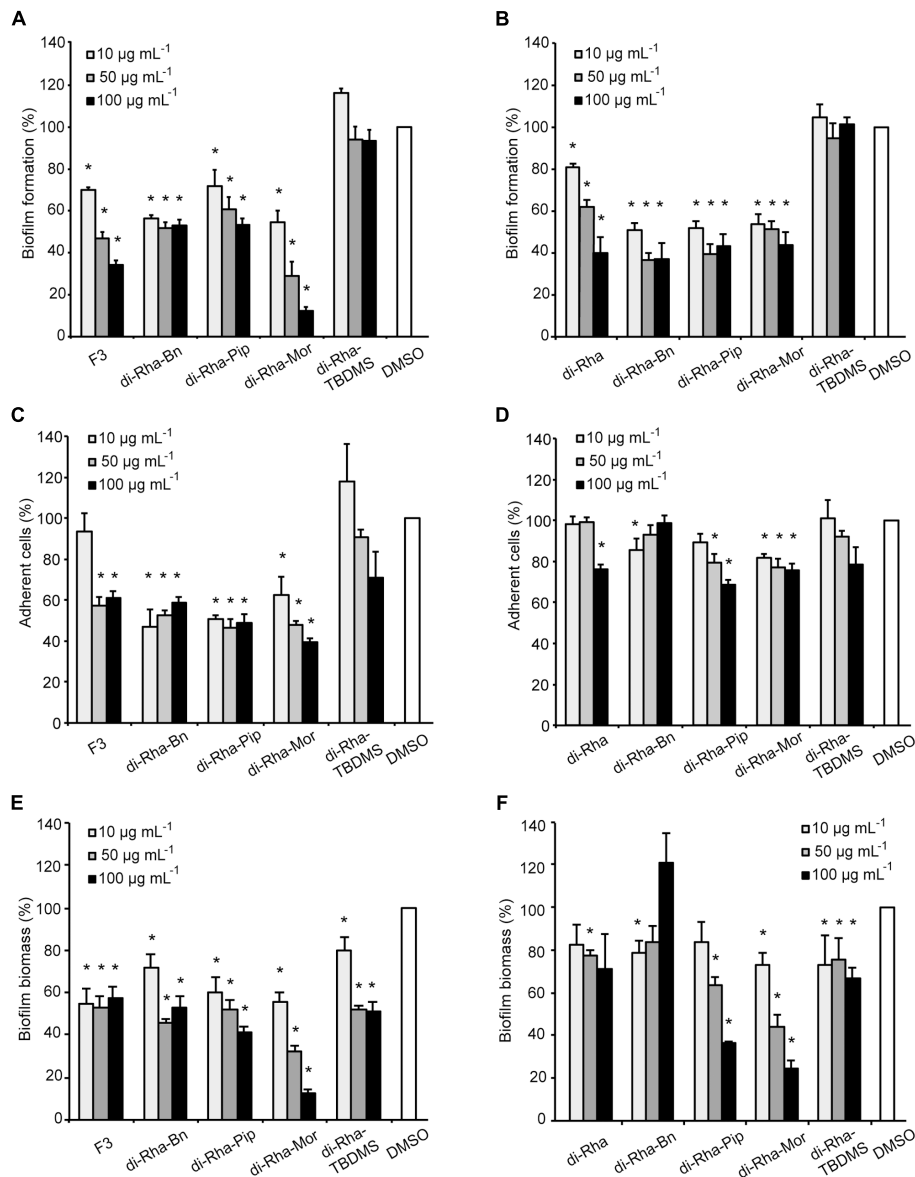 A
10 µg mL-1
50 µg mL-1
100 µg mL-1
140
120
100
80
60
40
20
0
Biofilm formation (%)
* * * * * * * * * * * *
F3
di-Rha-Bn
di-Rha-Pip
di-Rha-Mor
di-Rha-
TBDMS
DMSO
B
10 µg mL-1
50 µg mL-1
100 µg mL-1
140
120
100
80
60
40
20
0
Biofilm formation (%)
* * * * * * * * * * * *
di-Rha
di-Rha-Bn
di-Rha-Pip
di-Rha-Mor
di-Rha-
TBDMS
DMSO
C
10 µg mL-1
50 µg mL-1
100 µg mL-1
140
120
100
80
60
40
20
0
Adherent cells (%)
* * * * * * * * * * *
F3
di-Rha-Bn
di-Rha-Pip
di-Rha-Mor
di-Rha-
TBDMS
DMSO
D
10 µg mL-1
50 µg mL-1
100 µg mL-1
140
120
100
80
60
40
20
0
Adherent cells (%)
* * * * * * *
di-Rha
di-Rha-Bn
di-Rha-Pip
di-Rha-Mor
di-Rha-
TBDMS
DMSO
E
10 µg mL-1
50 µg mL-1
100 µg mL-1
140
120
100
80
60
40
20
0
Biofilm biomass (%)
* * * * * * * * * * * * * * *
F3
di-Rha-Bn
di-Rha-Pip
di-Rha-Mor
di-Rha-
TBDMS
DMSO
F
10 µg mL-1
50 µg mL-1
100 µg mL-1
140
120
100
80
60
40
20
0
Biofilm biomass (%)
* * * * * * * * * *
di-Rha
di-Rha-Bn
di-Rha-Pip
di-Rha-Mor
di-Rha-
TBDMS
DMSO